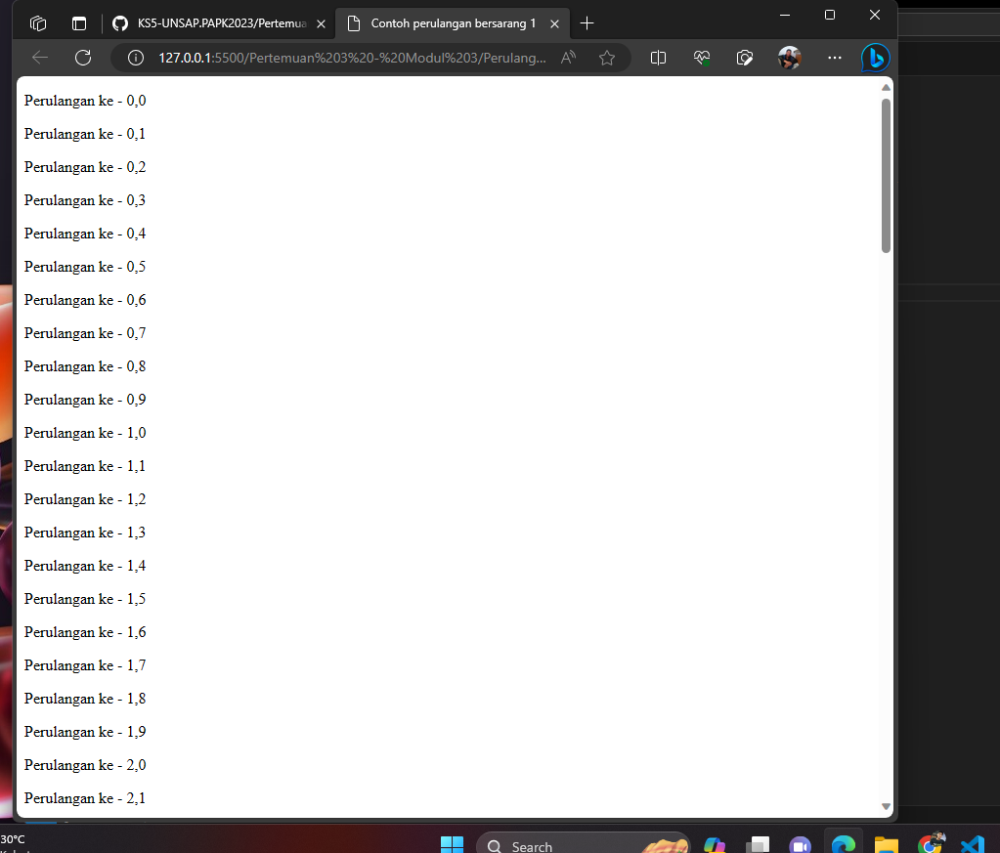 KS5-UNSAP.PAPK2023/Pertemua
Contoh perulangan bersarang 1
127.0.0.1:5500/Pertemuan%203%20-%20Modul%203/Perulang...
Perulangan ke - 0,0
Perulangan ke - 0,1
Perulangan ke - 0,2
Perulangan ke - 0,3
Perulangan ke - 0,4
Perulangan ke - 0,5
Perulangan ke - 0,6
Perulangan ke - 0,7
Perulangan ke - 0,8
Perulangan ke - 0,9
Perulangan ke - 1,0
Perulangan ke - 1,1
Perulangan ke - 1,2
Perulangan ke - 1,3
Perulangan ke - 1,4
Perulangan ke - 1,5
Perulangan ke - 1,6
Perulangan ke - 1,7
Perulangan ke - 1,8
Perulangan ke - 1,9
Perulangan ke - 2,0
Perulangan ke - 2,1
30°C
Search